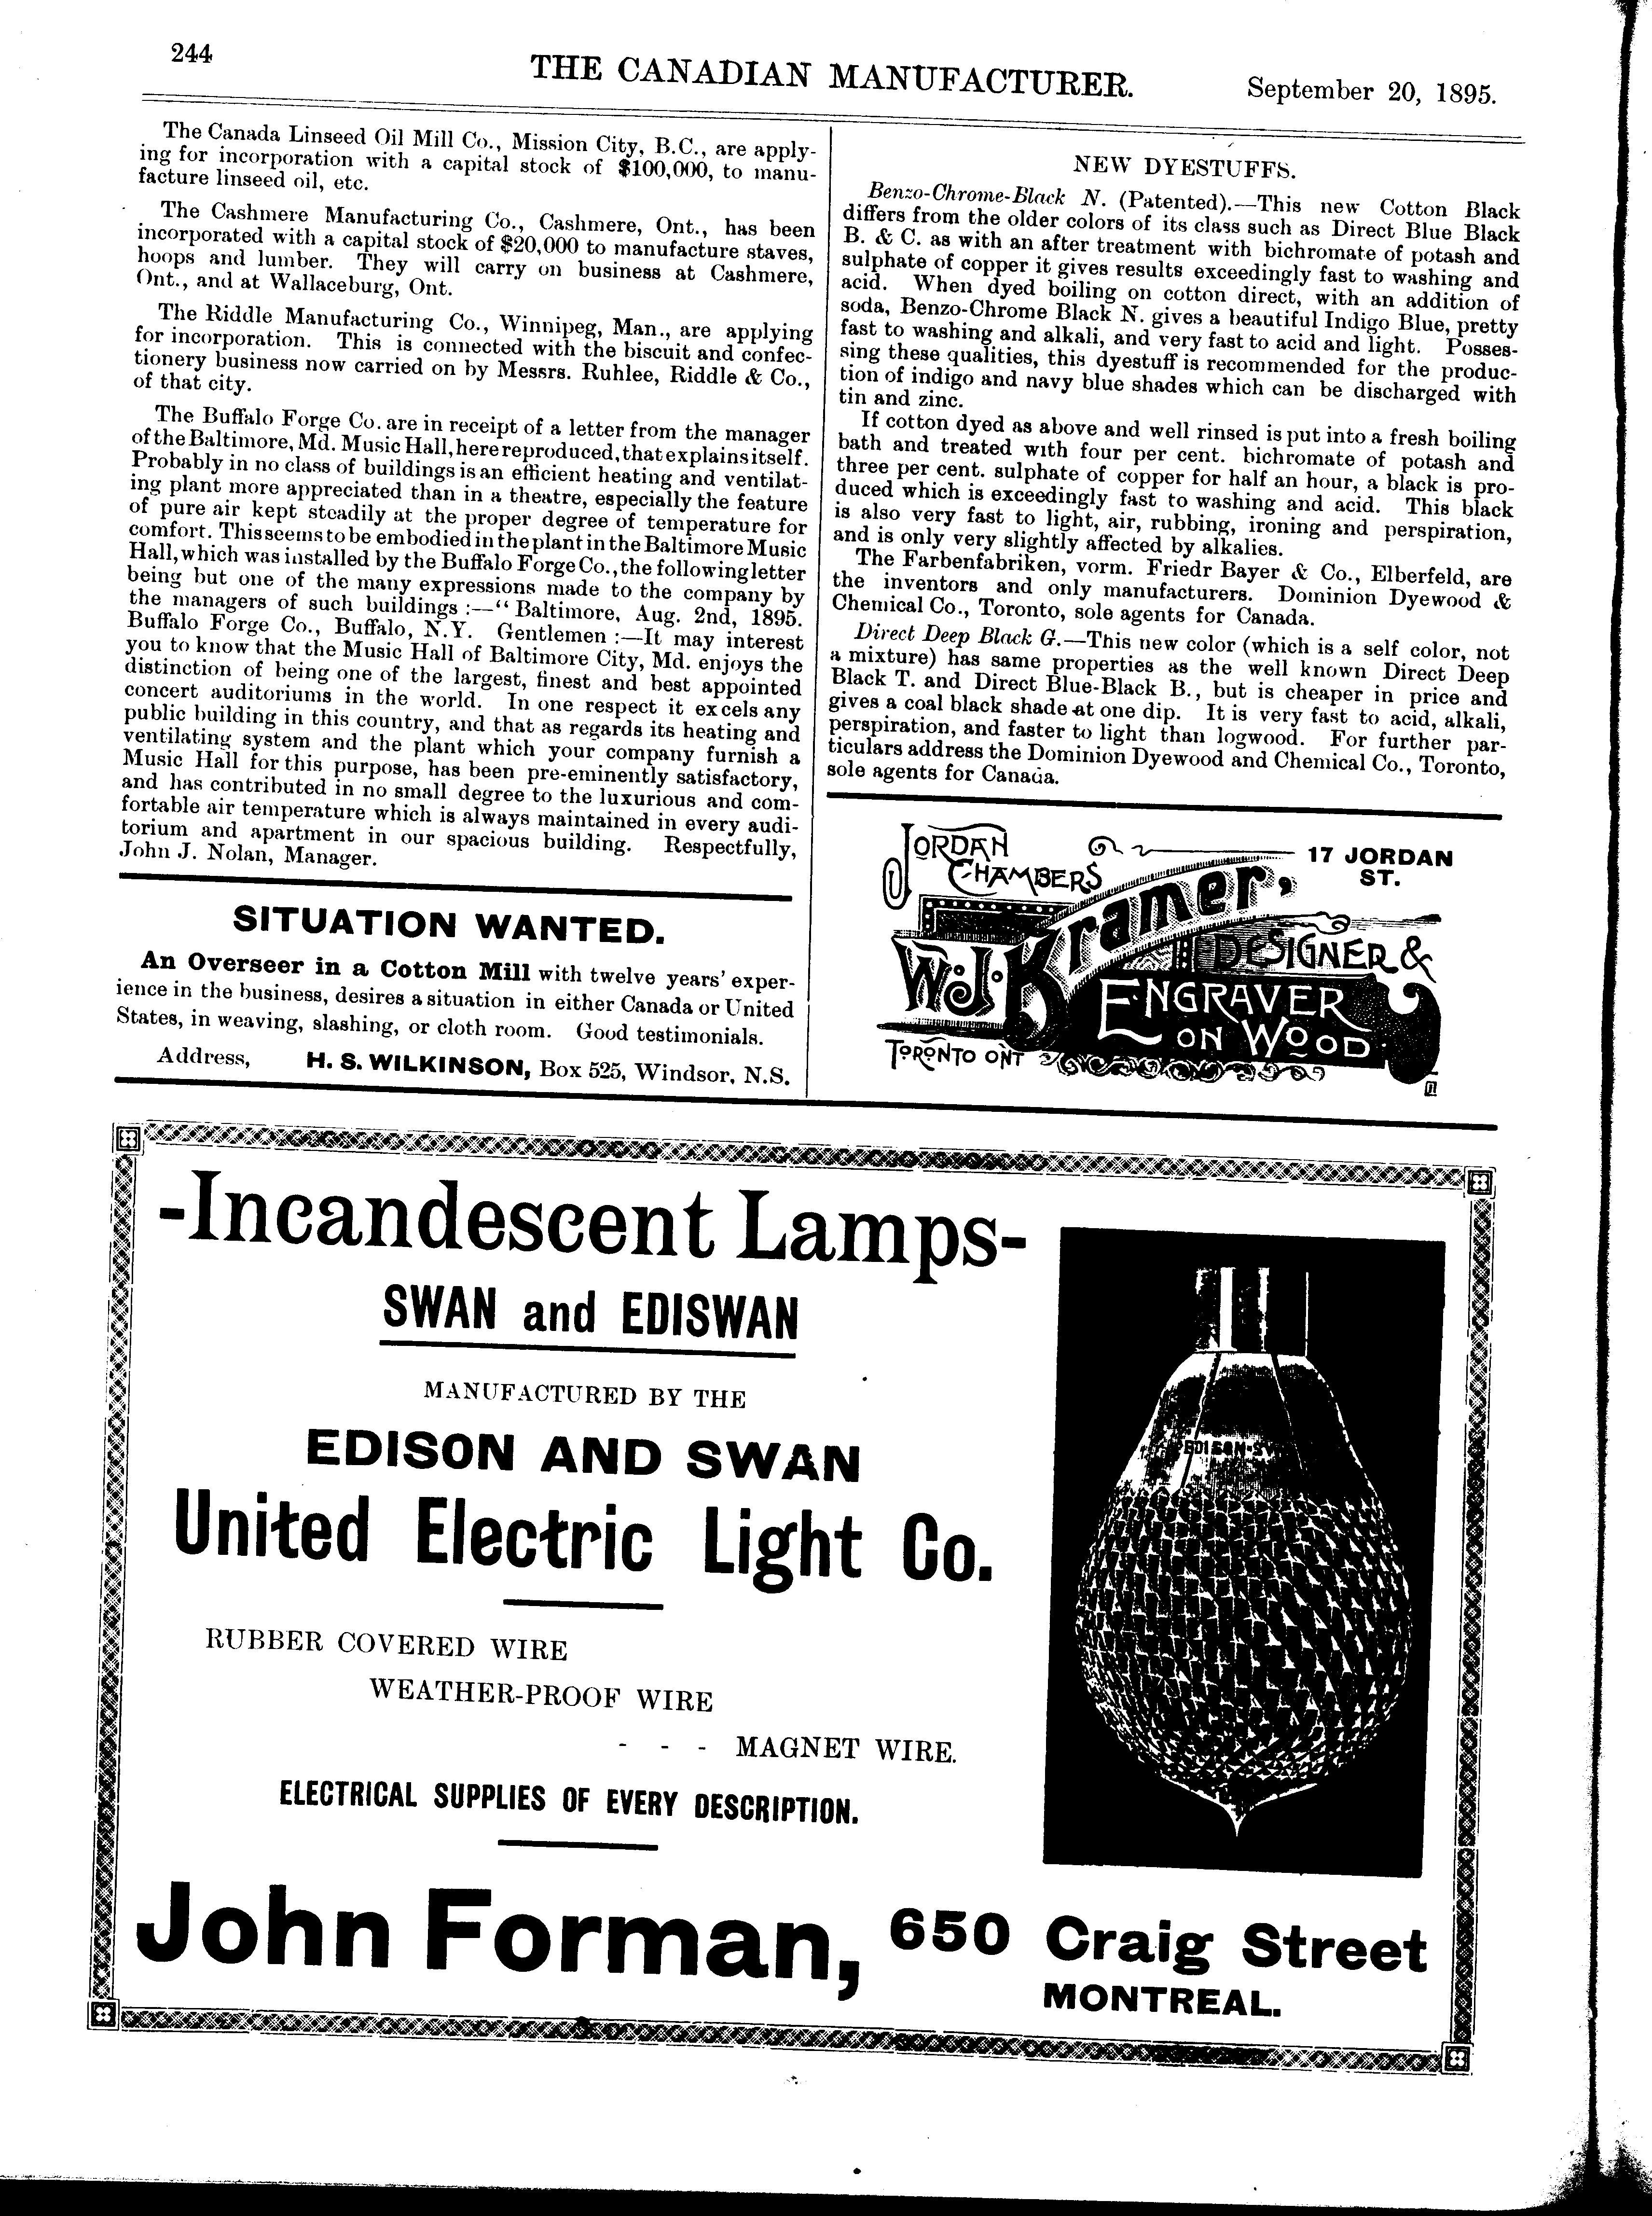 244
THE CANADIAN MANUFACTURER.
September 20, 1895.
The Canada Linseed Oil Mill Co., Mission City, B.C., are apply-
ing for incorporation with a capital stock of $100,000, to manu-
facture linseed oil, etc.
The Cashmere Manufacturing Co., Cashmere, Ont., has been
incorporated with a capital stock of $20,000 to manufacture staves,
hoops and lumber. They will carry on business at Cashmere,
Ont., and at Wallaceburg, Ont.
The Riddle Manufacturing Co., Winnipeg, Man., are applying
for incorporation. This is connected with the biscuit and confec-
tionery business now carried on by Messrs. Ruhlee, Riddle & Co.,
of that city.
The Buffalo Forge Co. are in receipt of a letter from the manager
of the Baltimore, Md. Music Hall, here reproduced, that explains itself.
Probably in no class of buildings is an efficient heating and ventilat-
ing plant more appreciated than in a theatre, especially the feature
of pure air kept steadily at the proper degree of temperature for
comfort. This seems to be embodied in the plant in the Baltimore Music
Hall, which was installed by the Buffalo Forge Co., the following letter
being but one of the many expressions made to the company by
the managers of such buildings :—“ Baltimore, Aug. 2nd, 1895.
Buffalo Forge Co., Buffalo, N.Y. Gentlemen :—It may interest
you to know that the Music Hall of Baltimore City, Md. enjoys the
distinction of being one of the largest, finest and best appointed
concert auditoriums in the world. In one respect it excels any
public building in this country, and that as regards its heating and
ventilating system and the plant which your company furnish a
Music Hall for this purpose, has been pre-eminently satisfactory,
and has contributed in no small degree to the luxurious and com-
fortable air temperature which is always maintained in every audi-
torium and apartment in our spacious building. Respectfully,
John J. Nolan, Manager.
SITUATION WANTED.
An Overseer in a Cotton Mill with twelve years' exper-
ience in the business, desires a situation in either Canada or United
States, in weaving, slashing, or cloth room. Good testimonials.
Address, H. S. WILKINSON, Box 525, Windsor, N.S.
NEW DYESTUFFS.
Benzo-Chrome-Black N. (Patented).—This new Cotton Black
differs from the older colors of its class such as Direct Blue Black
B. & C. as with an after treatment with bichromate of potash and
sulphate of copper it gives results exceedingly fast to washing and
acid. When dyed boiling on cotton direct, with an addition of
soda, Benzo-Chrome Black N. gives a beautiful Indigo Blue, pretty
fast to washing and alkali, and very fast to acid and light. Posses-
sing these qualities, this dyestuff is recommended for the produc-
tion of indigo and navy blue shades which can be discharged with
tin and zinc.
If cotton dyed as above and well rinsed is put into a fresh boiling
bath and treated with four per cent. bichromate of potash and
three per cent. sulphate of copper for half an hour, a black is pro-
duced which is exceedingly fast to washing and acid. This black
is also very fast to light, air, rubbing, ironing and perspiration,
and is only very slightly affected by alkalies.
The Farbenfabriken, vorm. Friedr Bayer & Co., Elberfeld, are
the inventors and only manufacturers. Dominion Dyewood &
Chemical Co., Toronto, sole agents for Canada.
Direct Deep Black G.—This new color (which is a self color, not
a mixture) has same properties as the well known Direct Deep
Black T. and Direct Blue-Black B., but is cheaper in price and
gives a coal black shade at one dip. It is very fast to acid, alkali,
perspiration, and faster to light than logwood. For further par-
ticulars address the Dominion Dyewood and Chemical Co., Toronto,
sole agents for Canada.
JORDAN
CHAMBERS
17 JORDAN
ST.
W.J. Kramer,
DESIGNER &
ENGRAVER
ON WOOD
TORONTO ONT
-Incandescent Lamps-
SWAN and EDISWAN
MANUFACTURED BY THE
EDISON AND SWAN
United Electric Light Co.
RUBBER COVERED WIRE
WEATHER-PROOF WIRE
- - - MAGNET WIRE.
ELECTRICAL SUPPLIES OF EVERY DESCRIPTION.
John Forman, 650 Craig Street
MONTREAL.